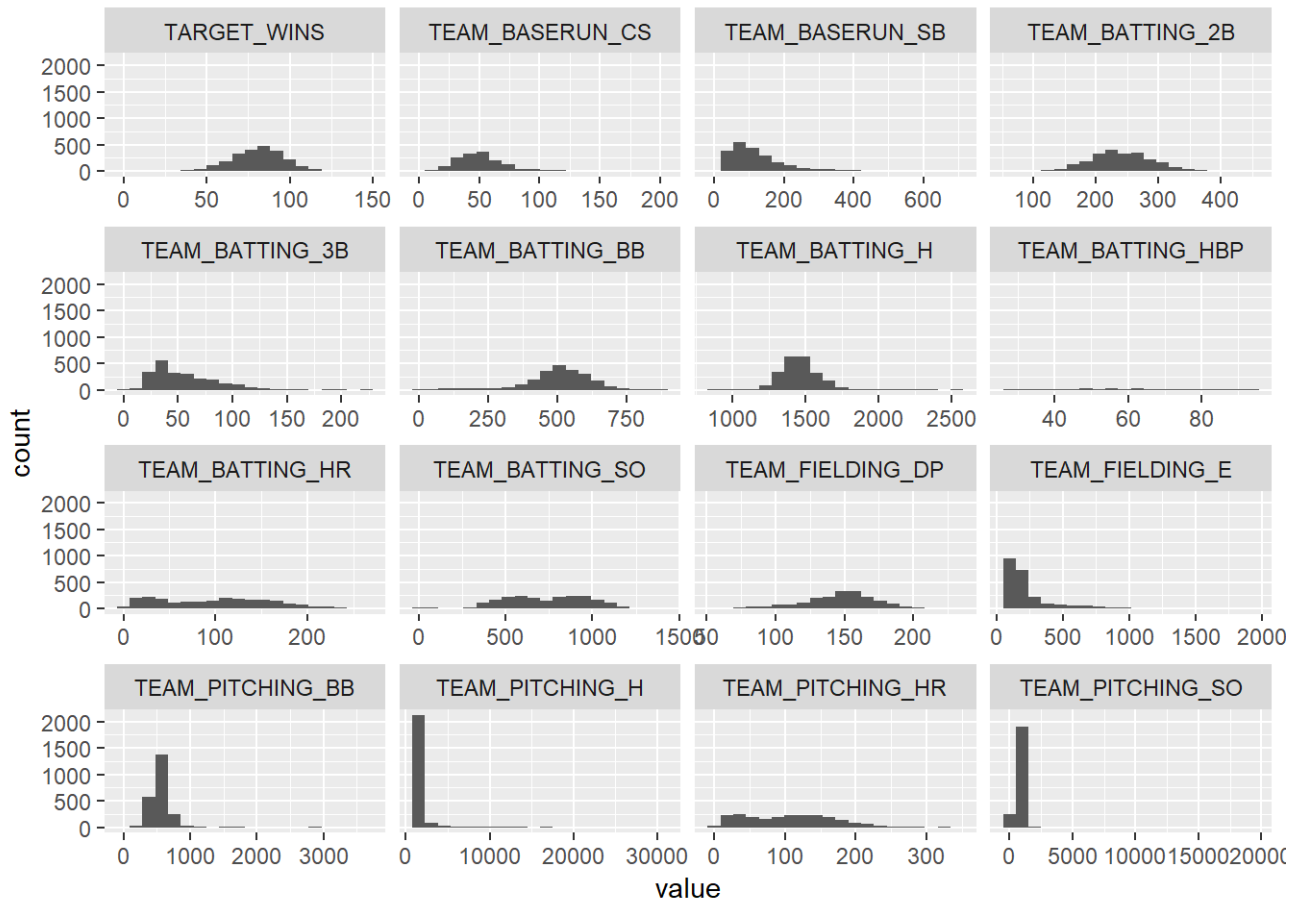 TARGET_WINS TEAM_BASERUN_CS TEAM_BASERUN_SB TEAM_BATTING_2B
2000
1500
1000
500
0
0 50 100 150 0 50 100 150 200 0 200 400 600 100 200 300 400
TEAM_BATTING_3B TEAM_BATTING_BB TEAM_BATTING_H TEAM_BATTING_HBP
2000
1500
1000
500
0
0 50 100 150 200 0 250 500 750 1000 1500 2000 2500 40 60 80
TEAM_BATTING_HR TEAM_BATTING_SO TEAM_FIELDING_DP TEAM_FIELDING_E
2000
1500
1000
500
0
0 100 200 0 500 1000 1500 50 100 150 200 0 500 1000 1500 2000
TEAM_PITCHING_BB TEAM_PITCHING_H TEAM_PITCHING_HR TEAM_PITCHING_SO
2000
1500
1000
500
0
0 1000 2000 3000 0 10000 20000 30000 0 100 200 300 0 5000 10000 15000 20000
count
value